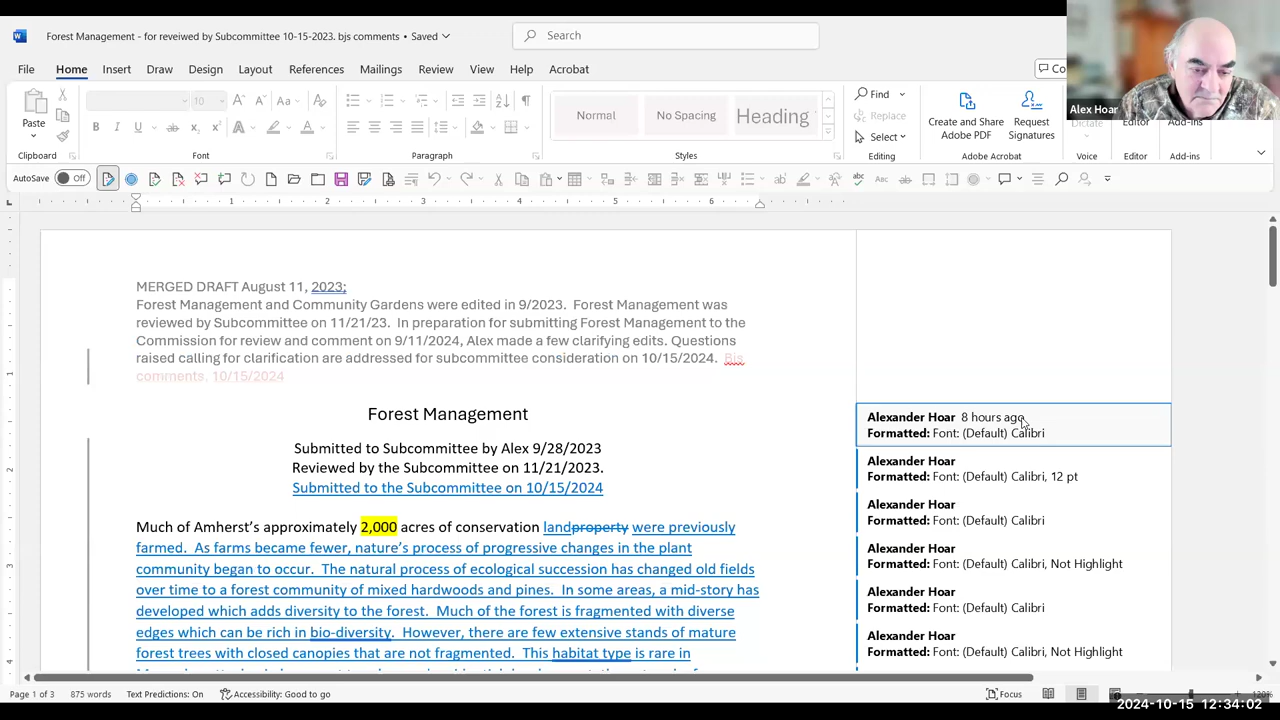 Forest Management - for reveiwed by Subcommittee 10-15-2023. bjs comments • Saved
Search
File Home Insert Draw Design Layout References Mailings Review View Help Acrobat
Alex Hoar
Paste
10
Aa
Normal
No Spacing
Heading
Find
Replace
Select
Create and Share
Adobe PDF
Request
Signatures
Dictate
Editor
Add-ins
Clipboard Font Paragraph Styles Editing Adobe Acrobat Voice Editor Add-ins
AutoSave Off
1 2 3 4 5 6
MERGED DRAFT August 11, 2023;
Forest Management and Community Gardens were edited in 9/2023. Forest Management was
reviewed by Subcommittee on 11/21/23. In preparation for submitting Forest Management to the
Commission for review and comment on 9/11/2024, Alex made a few clarifying edits. Questions
raised calling for clarification are addressed for subcommittee consideration on 10/15/2024. Bjs
comments. 10/15/2024
Forest Management
Submitted to Subcommittee by Alex 9/28/2023
Reviewed by the Subcommittee on 11/21/2023.
Submitted to the Subcommittee on 10/15/2024
Much of Amherst's approximately 2,000 acres of conservation landproperty were previously
farmed. As farms became fewer, nature's process of progressive changes in the plant
community began to occur. The natural process of ecological succession has changed old fields
over time to a forest community of mixed hardwoods and pines. In some areas, a mid-story has
developed which adds diversity to the forest. Much of the forest is fragmented with diverse
edges which can be rich in bio-diversity. However, there are few extensive stands of mature
forest trees with closed canopies that are not fragmented. This habitat type is rare in
Alexander Hoar 8 hours ago
Formatted: Font: (Default) Calibri
Alexander Hoar
Formatted: Font: (Default) Calibri, 12 pt
Alexander Hoar
Formatted: Font: (Default) Calibri
Alexander Hoar
Formatted: Font: (Default) Calibri, Not Highlight
Alexander Hoar
Formatted: Font: (Default) Calibri
Alexander Hoar
Formatted: Font: (Default) Calibri, Not Highlight
Page 1 of 3 875 words Text Predictions: On Accessibility: Good to go
Focus
120%
2024-10-15 12:34:02